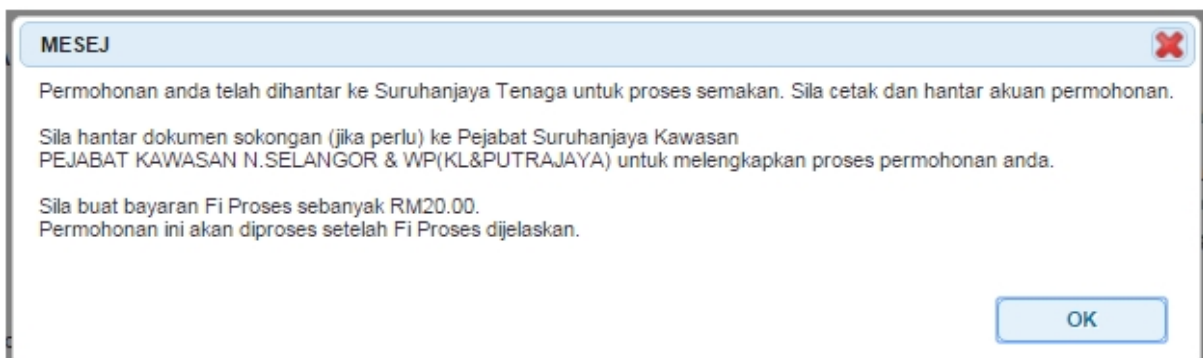 MESEJ
Permohonan anda telah dihantar ke Suruhanjaya Tenaga untuk proses semakan. Sila cetak dan hantar akuan permohonan.
Sila hantar dokumen sokongan (jika perlu) ke Pejabat Suruhanjaya Kawasan
PEJABAT KAWASAN N.SELANGOR & WP(KL&PUTRAJAYA) untuk melengkapkan proses permohonan anda.
Sila buat bayaran Fi Proses sebanyak RM20.00.
Permohonan ini akan diproses setelah Fi Proses dijelaskan.
OK